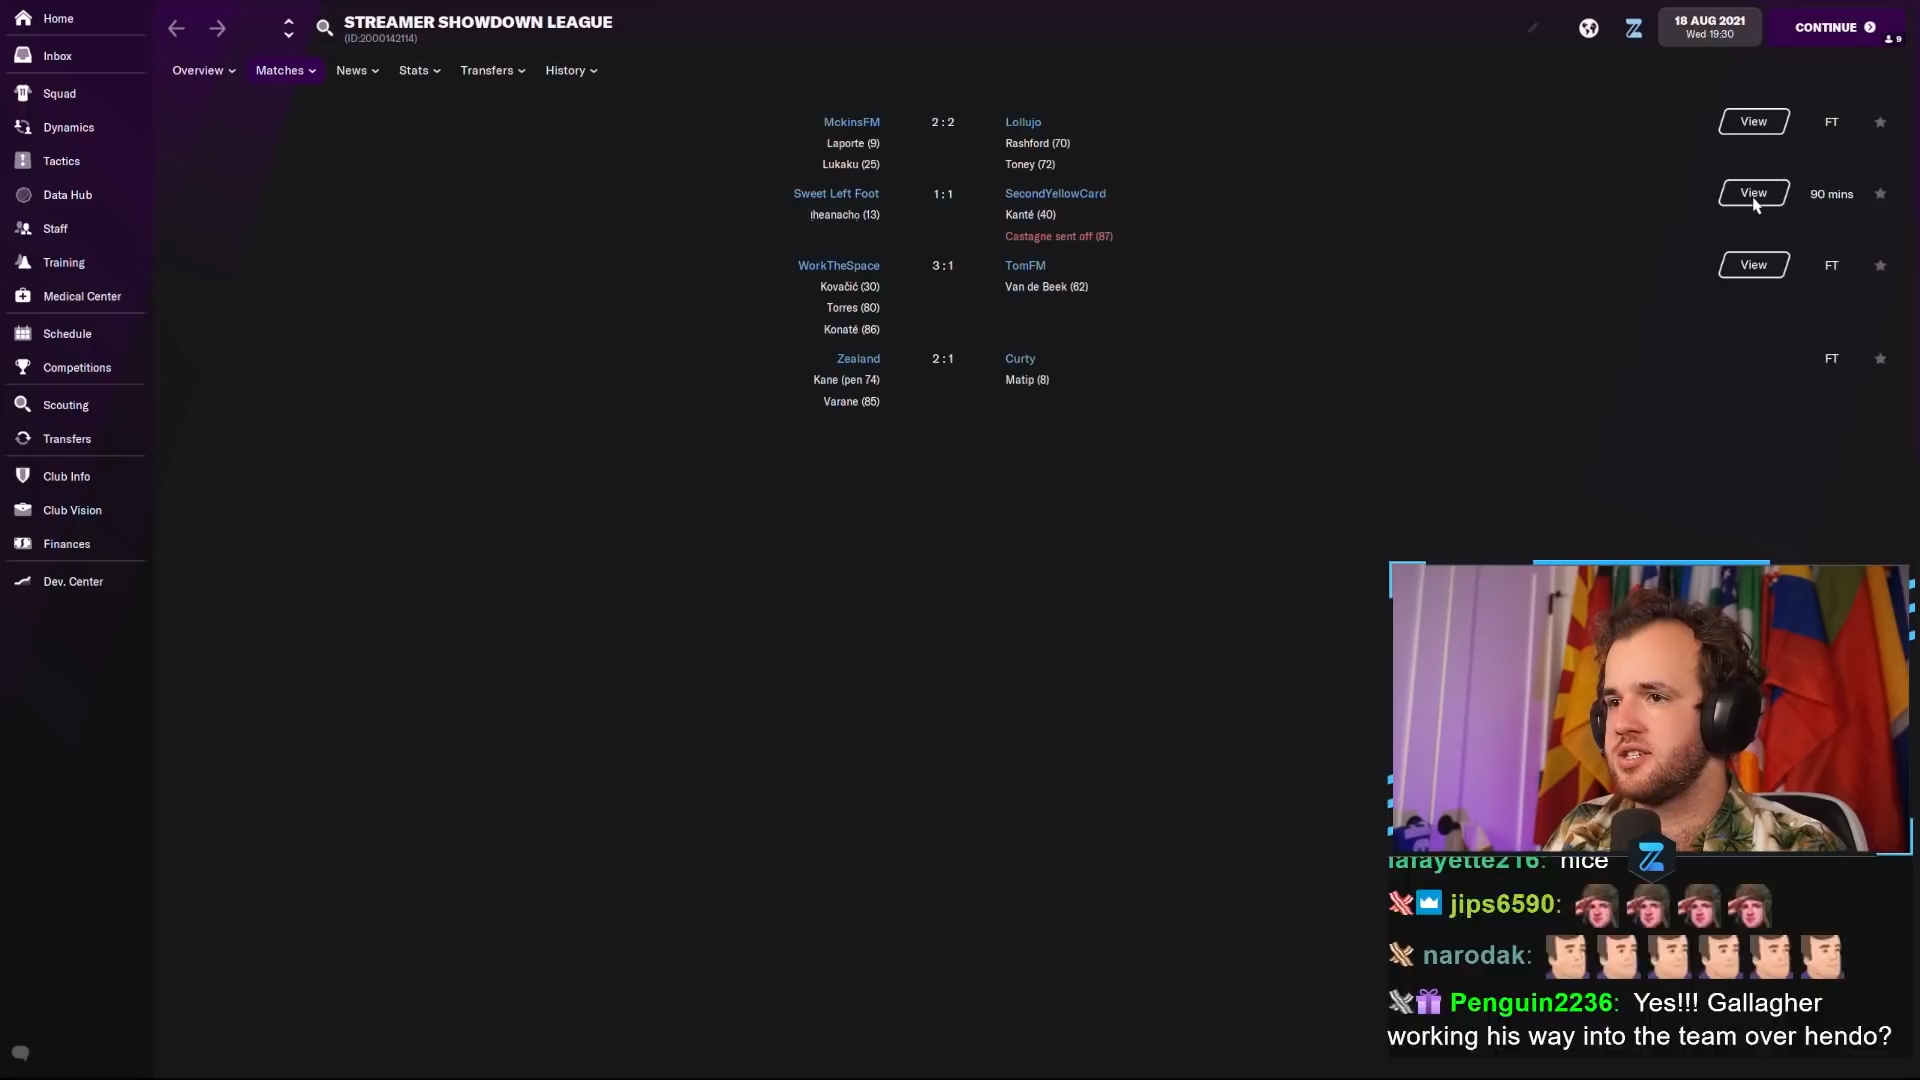 Home
Inbox
Squad
Dynamics
Tactics
Data Hub
Staff
Training
Medical Center
Schedule
Competitions
Scouting
Transfers
Club Info
Club Vision
Finances
Dev. Center
STREAMER SHOWDOWN LEAGUE
(ID:2000142114)
18 AUG 2021
Wed 19:30
CONTINUE
9
Overview Matches News Stats Transfers History
MckinsFM 2 : 2 Lollujo View FT
Laporte (9) Rashford (70)
Lukaku (25) Toney (72)
Sweet Left Foot 1 : 1 SecondYellowCard View 90 mins
Iheanacho (13) Kanté (40)
Castagne sent off (87)
WorkTheSpace 3 : 1 TomFM View FT
Kovačić (30) Van de Beek (62)
Torres (80)
Konaté (86)
Zealand 2 : 1 Curty FT
Kane (pen 74) Matip (8)
Varane (85)
lafayette216: nice
jips6590:
narodak:
Penguin2236: Yes!!! Gallagher
working his way into the team over hendo?